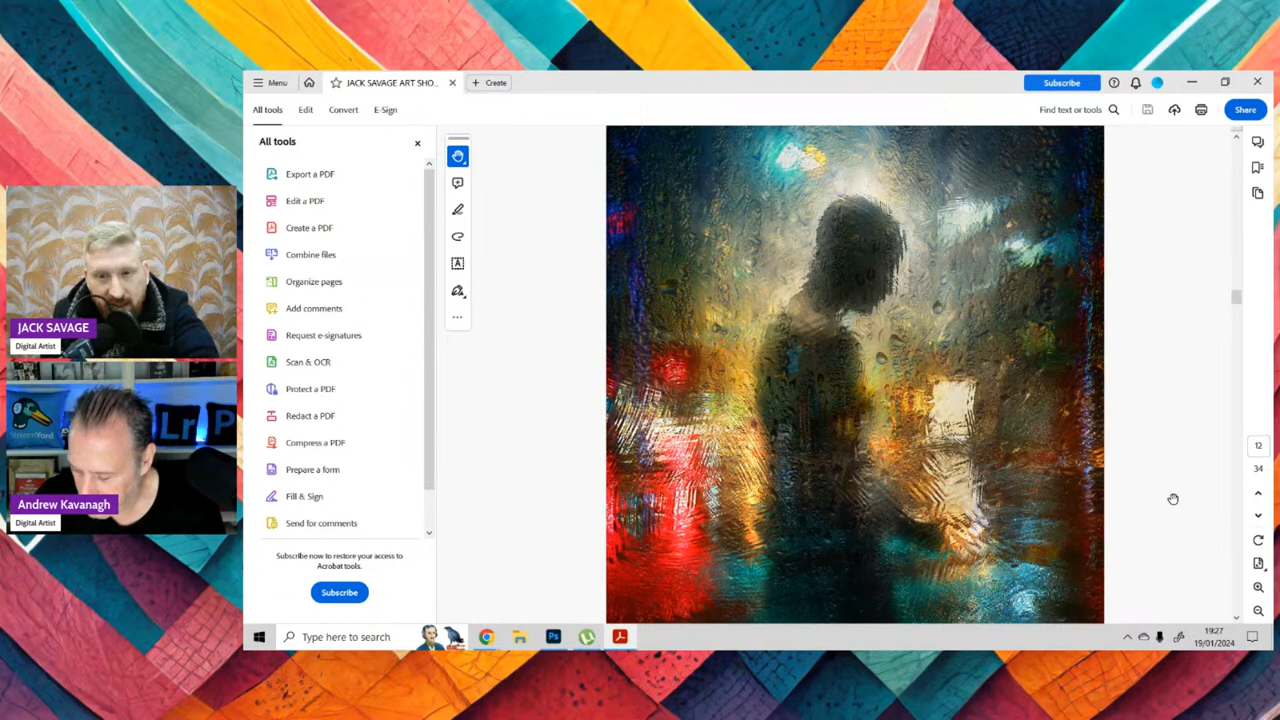 Menu
JACK SAVAGE ART SHO...
Create
Subscribe
All tools
Edit
Convert
E-Sign
Find text or tools
Share
All tools
Export a PDF
Edit a PDF
Create a PDF
Combine files
Organize pages
Add comments
Request e-signatures
Scan & OCR
Protect a PDF
Redact a PDF
Compress a PDF
Prepare a form
Fill & Sign
Send for comments
Subscribe now to restore your access to
Acrobat tools.
Subscribe
12
34
JACK SAVAGE
Digital Artist
StreamYard
Lr
P
Andrew Kavanagh
Digital Artist
Type here to search
Ps
19:27
19/01/2024